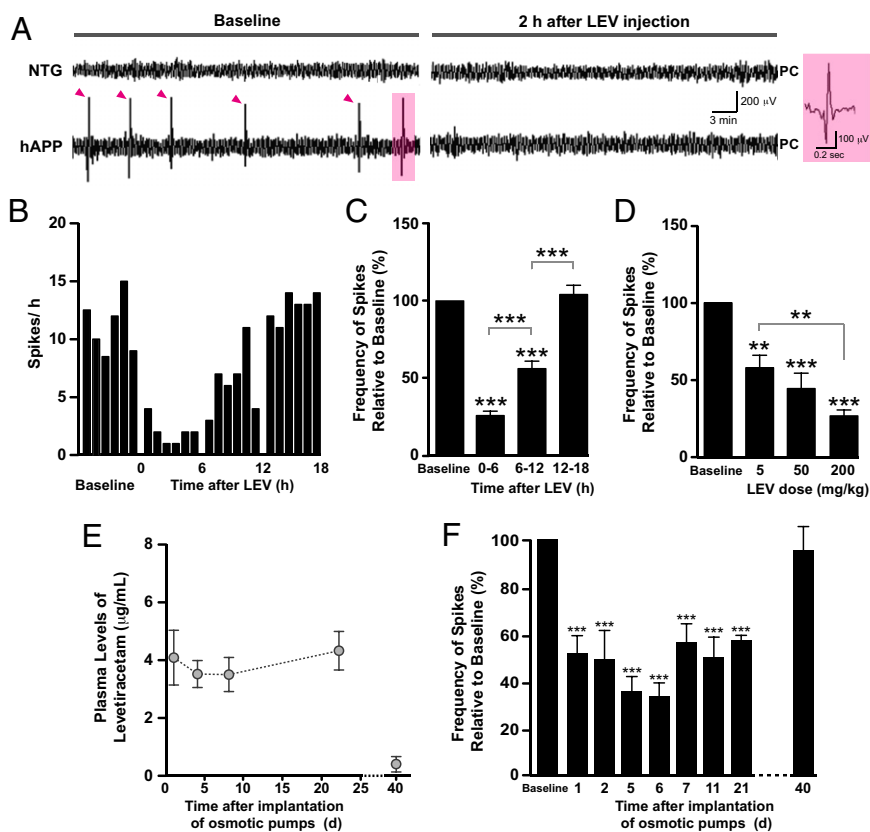 A
Baseline
2 h after LEV injection
NTG
PC
200 µV
3 min
hAPP
PC
100 µV
0.2 sec
B
Spikes/ h
20
15
10
5
0
0
6
12
18
Baseline
Time after LEV (h)
C
Frequency of Spikes
Relative to Baseline (%)
150
100
50
0
***
***
***
***
Baseline
0-6
6-12
12-18
Time after LEV (h)
D
Frequency of Spikes
Relative to Baseline (%)
150
100
50
0
**
**
***
***
Baseline
5
50
200
LEV dose (mg/kg)
E
Plasma Levels of
Levetiracetam (µg/mL)
8
6
4
2
0
0
5
10
15
20
25
40
Time after implantation
of osmotic pumps (d)
F
Frequency of Spikes
Relative to Baseline (%)
100
80
60
40
20
0
***
***
***
***
***
***
***
Baseline
1
2
5
6
7
11
21
40
Time after implantation
of osmotic pumps (d)